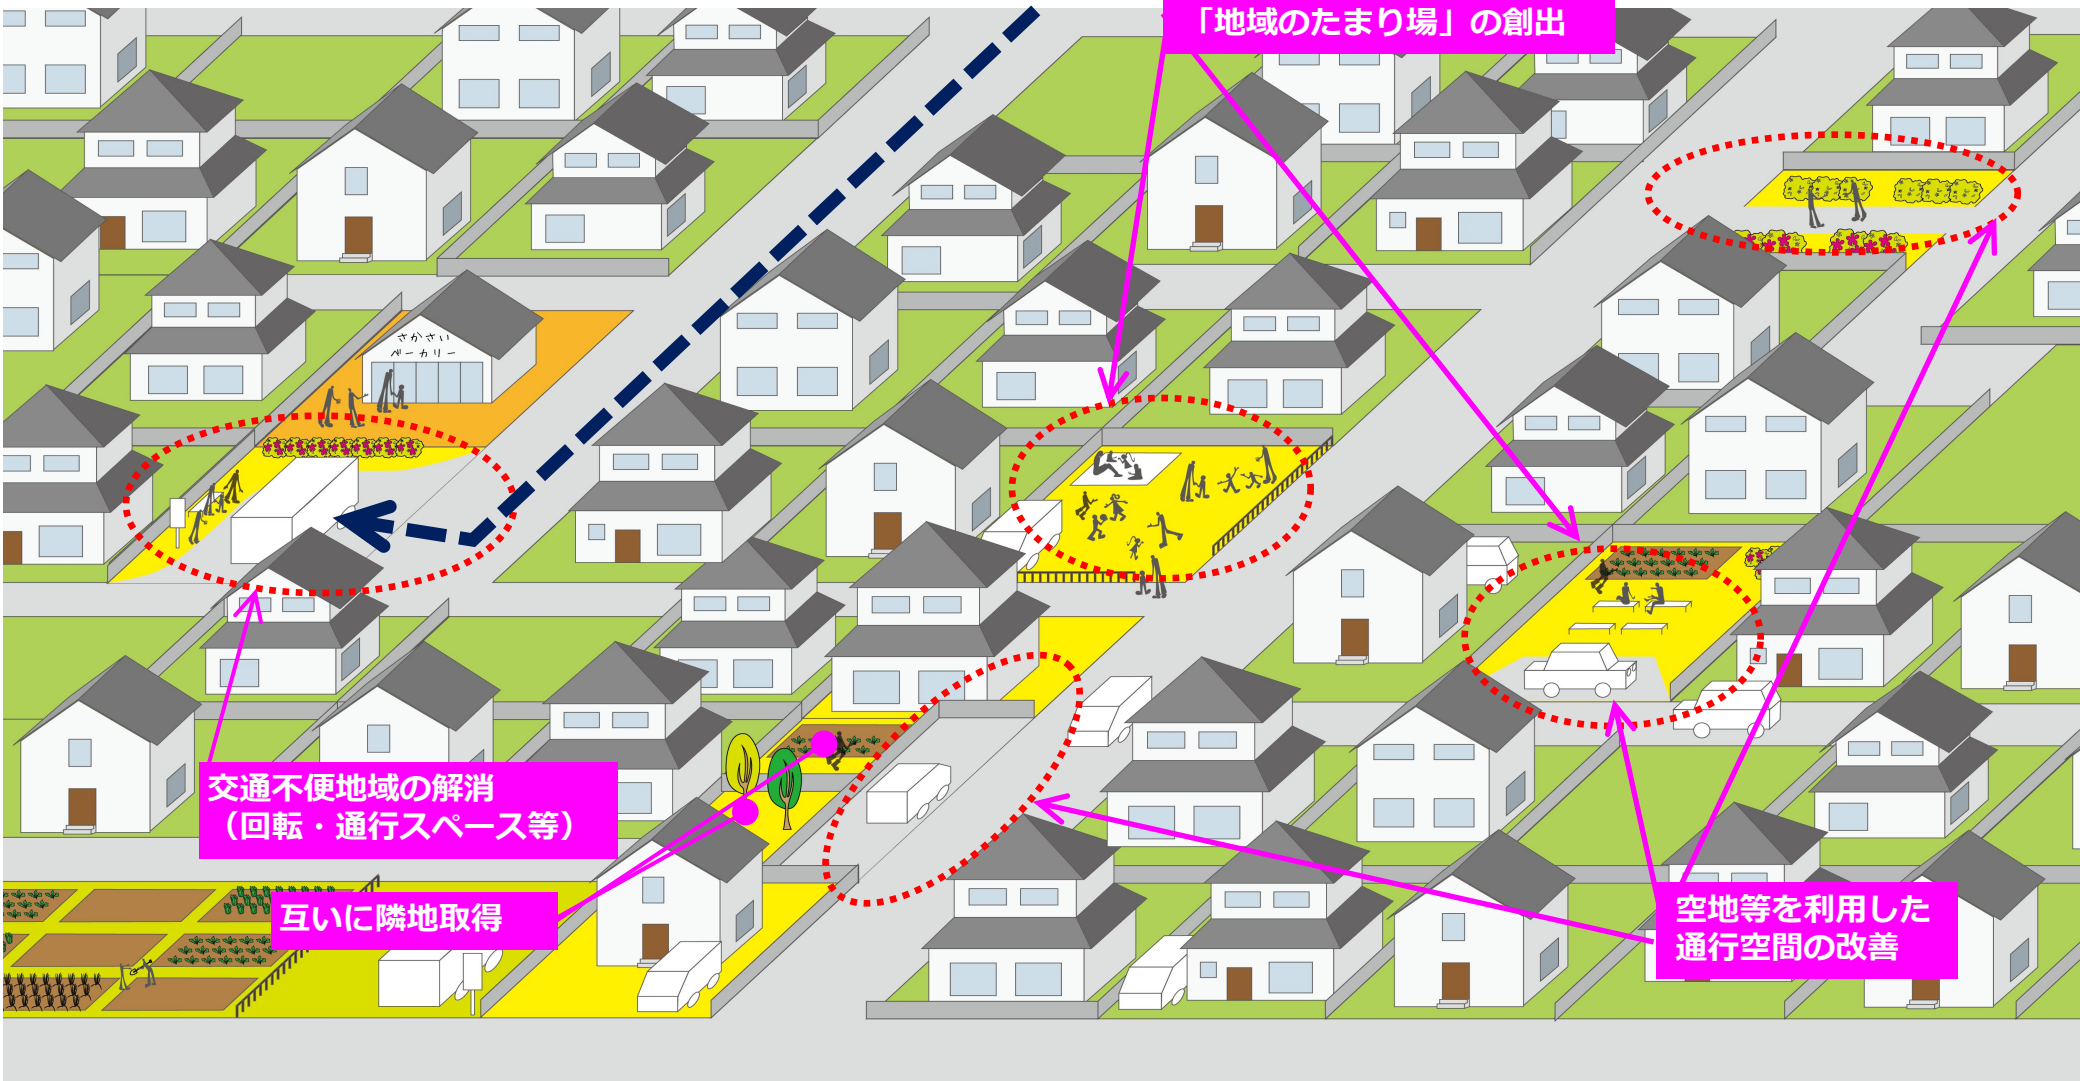 「地域のたまり場」の創出
さかさい
ベーカリー
交通不便地域の解消
（回転・通行スペース等）
互いに隣地取得
空地等を利用した
通行空間の改善